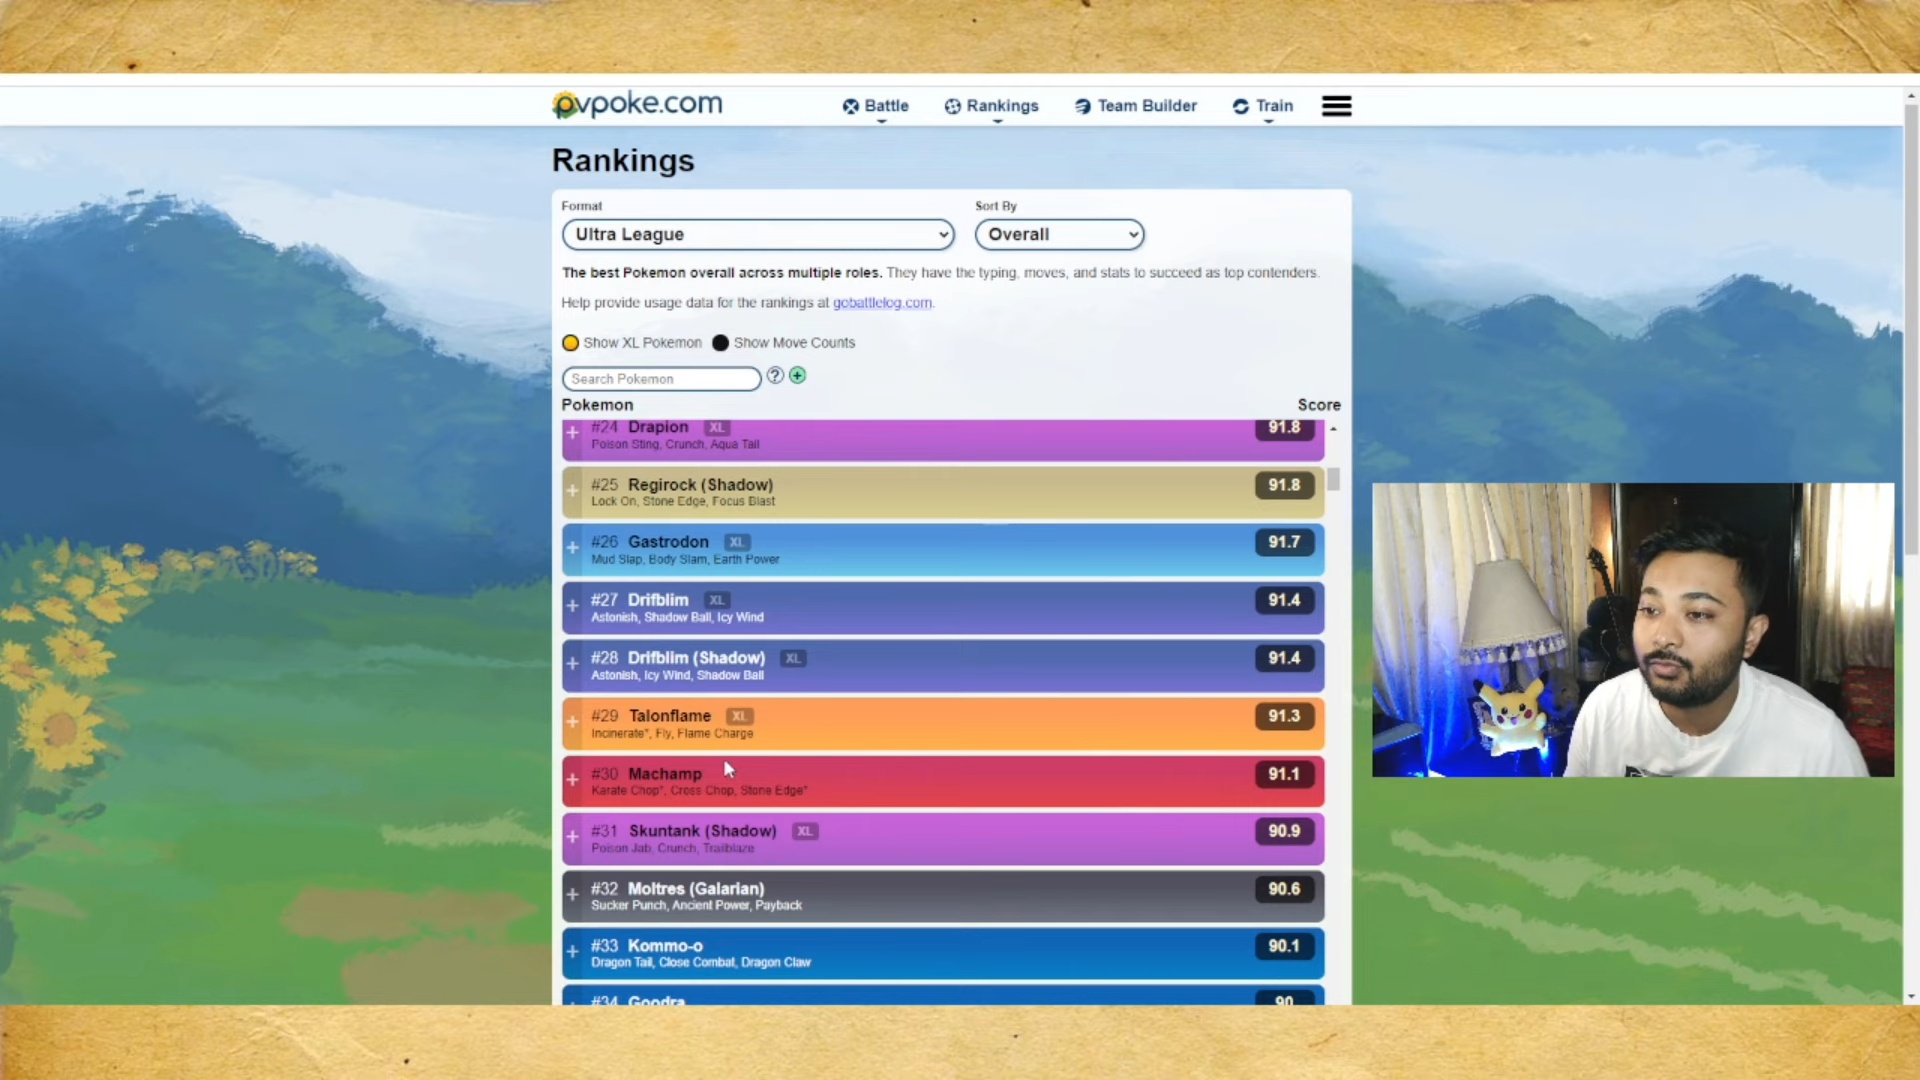 pvpoke.com
Battle Rankings Team Builder Train
Rankings
Format
Sort By
Ultra League
Overall
The best Pokemon overall across multiple roles. They have the typing, moves, and stats to succeed as top contenders.
Help provide usage data for the rankings at gobattlelog.com.
Show XL Pokemon Show Move Counts
Search Pokemon ? +
Pokemon Score
+ #24 Drapion XL 91.8
Poison Sting, Crunch, Aqua Tail
+ #25 Regirock (Shadow) 91.8
Lock On, Stone Edge, Focus Blast
+ #26 Gastrodon XL 91.7
Mud Slap, Body Slam, Earth Power
+ #27 Drifblim XL 91.4
Astonish, Shadow Ball, Icy Wind
+ #28 Drifblim (Shadow) XL 91.4
Astonish, Icy Wind, Shadow Ball
+ #29 Talonflame XL 91.3
Incinerate*, Fly, Flame Charge
+ #30 Machamp 91.1
Karate Chop*, Cross Chop, Stone Edge*
+ #31 Skuntank (Shadow) XL 90.9
Poison Jab, Crunch, Trailblaze
+ #32 Moltres (Galarian) 90.6
Sucker Punch, Ancient Power, Payback
+ #33 Kommo-o 90.1
Dragon Tail, Close Combat, Dragon Claw
#34 Goodra 90